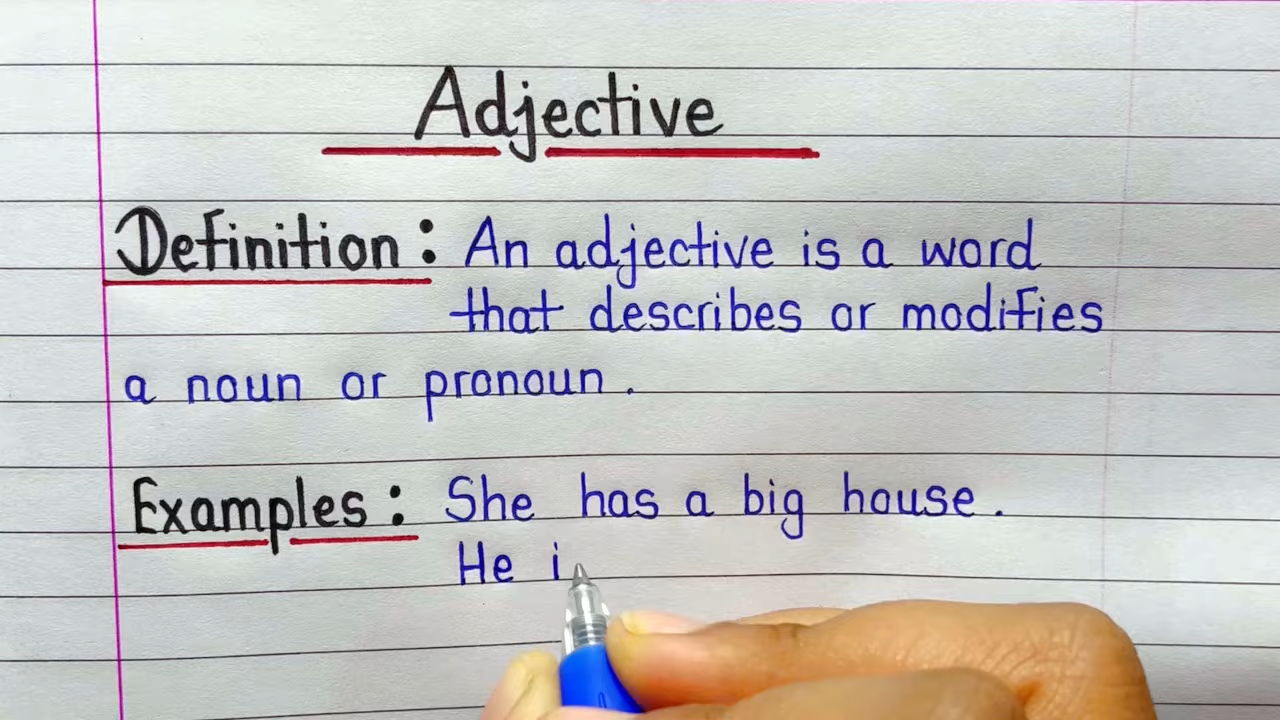 Adjective
Definition : An adjective is a word
that describes or modifies
a noun or pronoun .
Examples : She has a big house .
He i